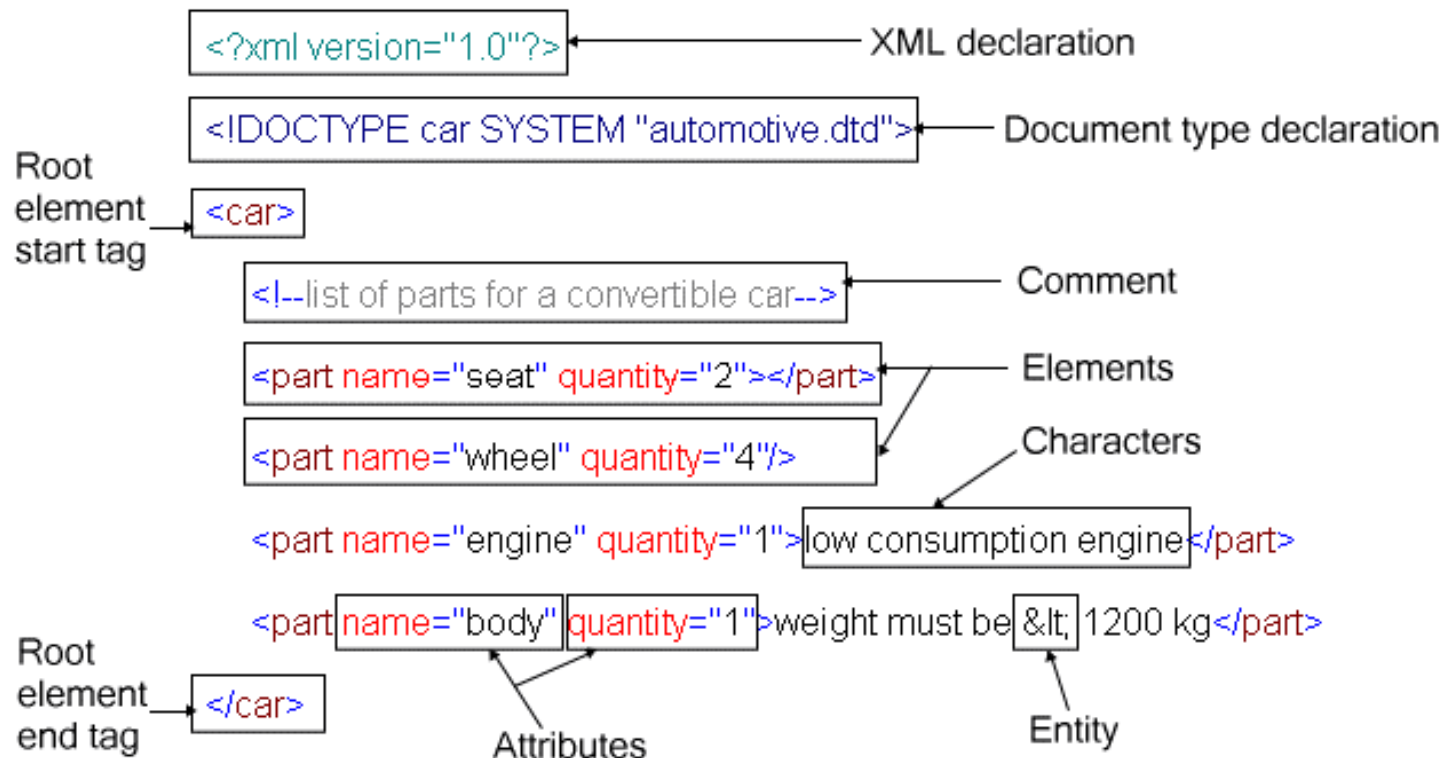 <?xml version="1.0"?>
XML declaration
<!DOCTYPE car SYSTEM "automotive.dtd">
Document type declaration
Root
element
start tag
<car>
<!--list of parts for a convertible car-->
Comment
<part name="seat" quantity="2"></part>
Elements
<part name="wheel" quantity="4"/>
Characters
<part name="engine" quantity="1">low consumption engine</part>
<part name="body" quantity="1">weight must be &lt; 1200 kg</part>
Root
element
end tag
</car>
Attributes
Entity